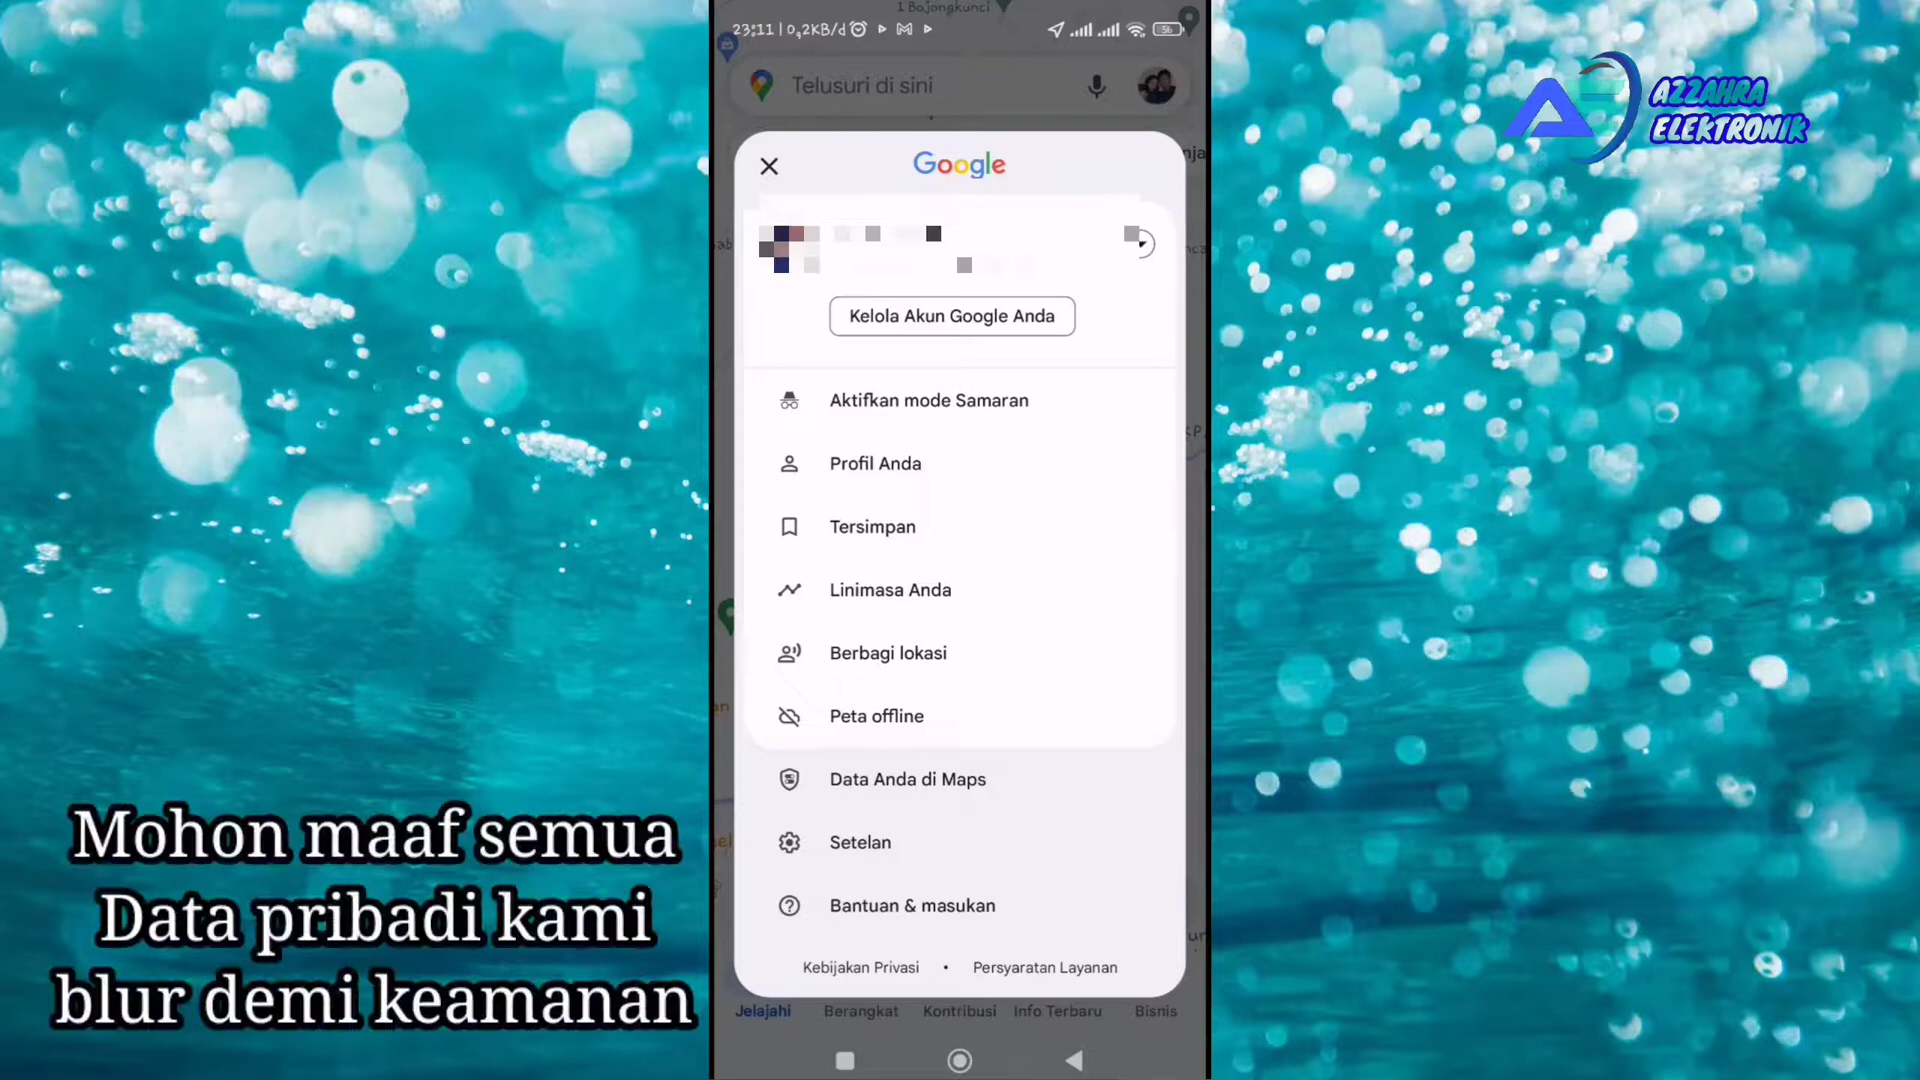 1 Bojongkunci
23:11 | 0,2KB/d
56
Telusuri di sini
AZZAHRA
ELEKTRONIK
Google
Kelola Akun Google Anda
Aktifkan mode Samaran
Profil Anda
Tersimpan
Linimasa Anda
Berbagi lokasi
Peta offline
Data Anda di Maps
Setelan
Bantuan & masukan
Kebijakan Privasi • Persyaratan Layanan
Jelajahi Berangkat Kontribusi Info Terbaru Bisnis
Mohon maaf semua
Data pribadi kami
blur demi keamanan